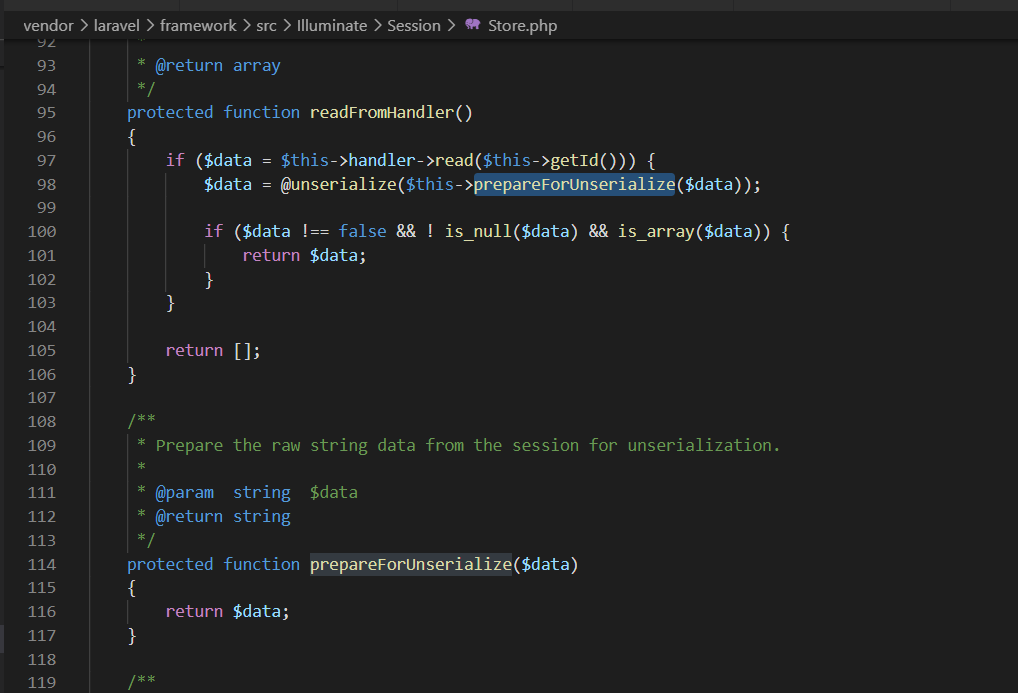 vendor > laravel > framework > src > Illuminate > Session > Store.php
92 *
93 * @return array
94 */
95 protected function readFromHandler()
96 {
97 if ($data = $this->handler->read($this->getId())) {
98 $data = @unserialize($this->prepareForUnserialize($data));
99
100 if ($data !== false && ! is_null($data) && is_array($data)) {
101 return $data;
102 }
103 }
104
105 return [];
106 }
107
108 /**
109 * Prepare the raw string data from the session for unserialization.
110 *
111 * @param  string  $data
112 * @return string
113 */
114 protected function prepareForUnserialize($data)
115 {
116 return $data;
117 }
118
119 /**